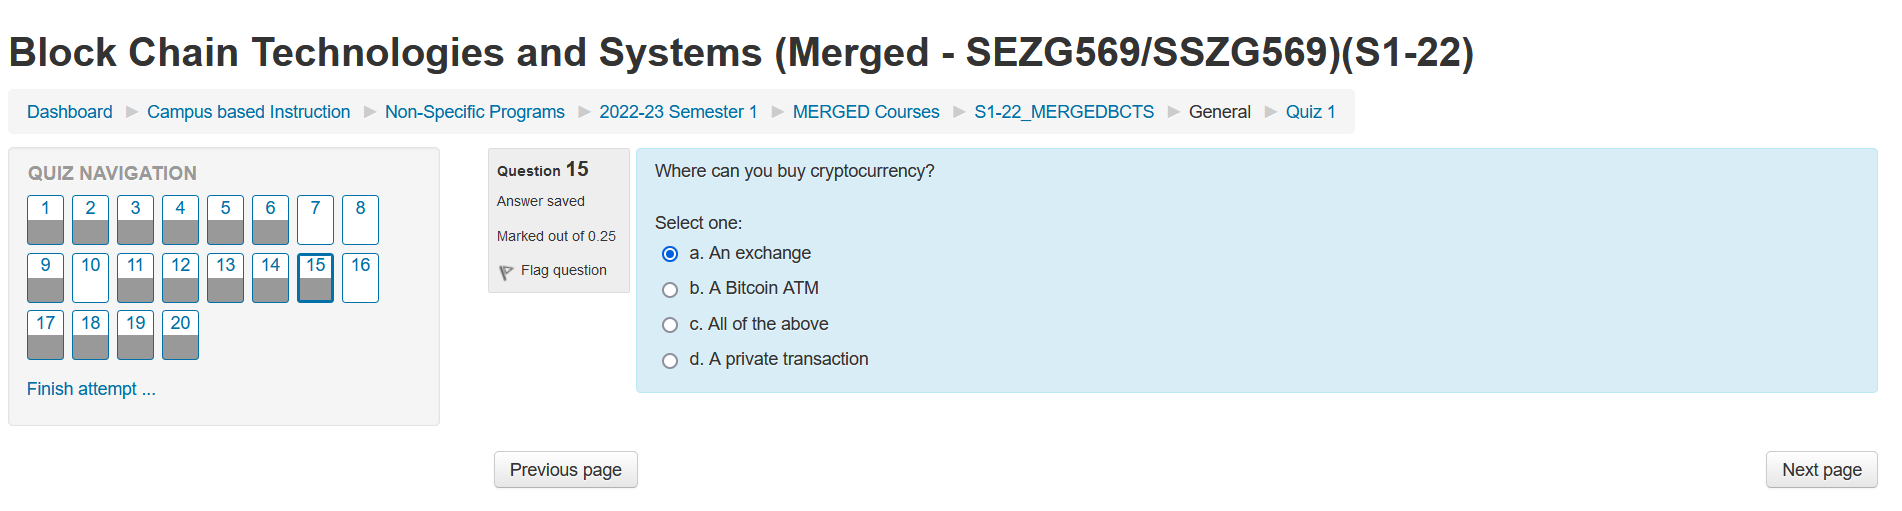 Block Chain Technologies and Systems (Merged - SEZG569/SSZG569)(S1-22)
Dashboard Campus based Instruction Non-Specific Programs 2022-23 Semester 1 MERGED Courses S1-22_MERGEDBCTS General Quiz 1
QUIZ NAVIGATION
1 2 3 4 5 6 7 8
9 10 11 12 13 14 15 16
17 18 19 20
Finish attempt ...
Question 15
Answer saved
Marked out of 0.25
Flag question
Where can you buy cryptocurrency?
Select one:
a. An exchange
b. A Bitcoin ATM
c. All of the above
d. A private transaction
Previous page
Next page